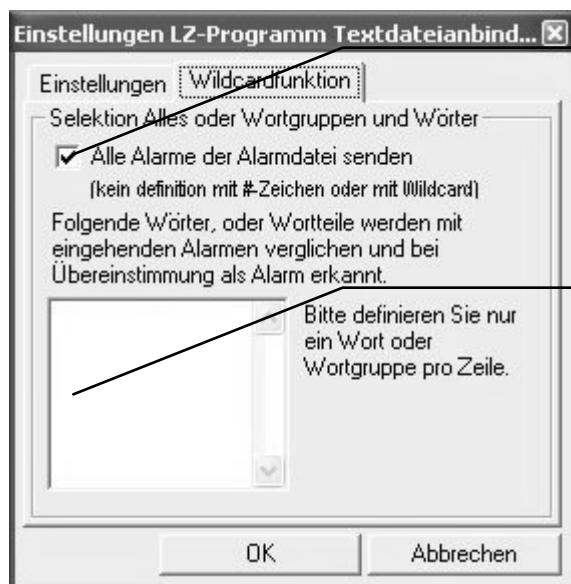 Einstellungen LZ-Programm Textdateianbind...
Einstellungen
Wildcardfunktion
Selektion Alles oder Wortgruppen und Wörter
Alle Alarme der Alarmdatei senden
(kein definition mit #-Zeichen oder mit Wildcard)
Folgende Wörter, oder Wortteile werden mit
eingehenden Alarmen verglichen und bei
Übereinstimmung als Alarm erkannt.
Bitte definieren Sie nur
ein Wort oder
Wortgruppe pro Zeile.
OK
Abbrechen